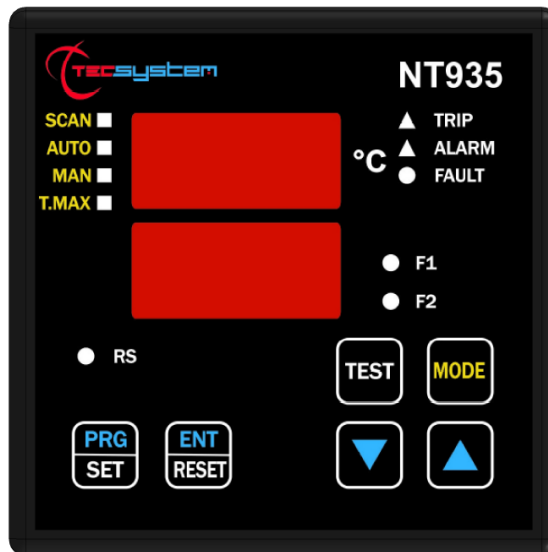 TECSYSTEM
NT935
SCAN
AUTO
MAN
T.MAX
°C
TRIP
ALARM
FAULT
F1
F2
RS
TEST
MODE
PRG
SET
ENT
RESET